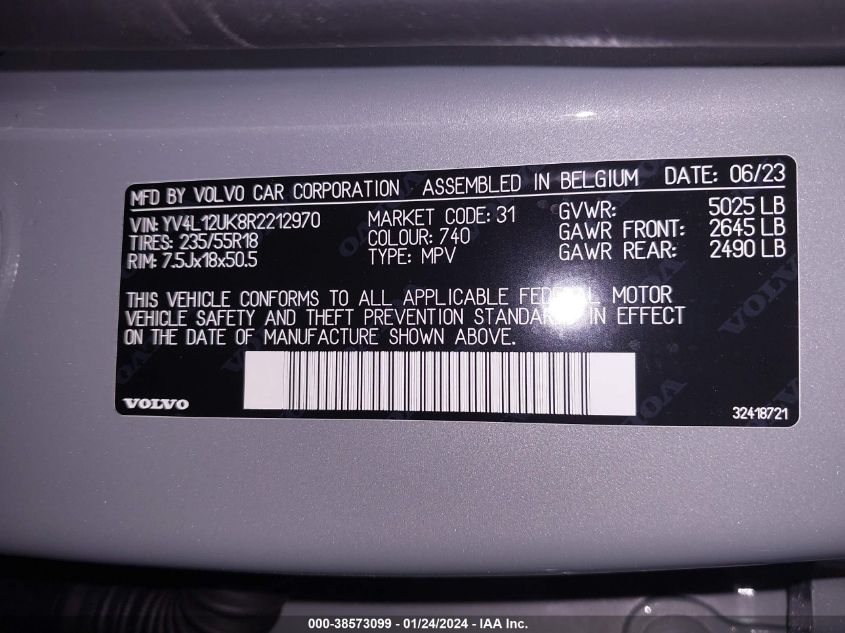 MFD BY VOLVO CAR CORPORATION ASSEMBLED IN BELGIUM DATE: 06/23
VIN: YV4L12UK8R2212970 MARKET CODE: 31 GVWR: 5025 LB
TIRES: 235/55R18 COLOUR: 740 GAWR FRONT: 2645 LB
RIM: 7.5Jx18x50.5 TYPE: MPV GAWR REAR: 2490 LB
THIS VEHICLE CONFORMS TO ALL APPLICABLE FEDERAL MOTOR
VEHICLE SAFETY AND THEFT PREVENTION STANDARDS IN EFFECT
ON THE DATE OF MANUFACTURE SHOWN ABOVE.
VOLVO 32418721
000-38573099 - 01/24/2024 - IAA Inc.